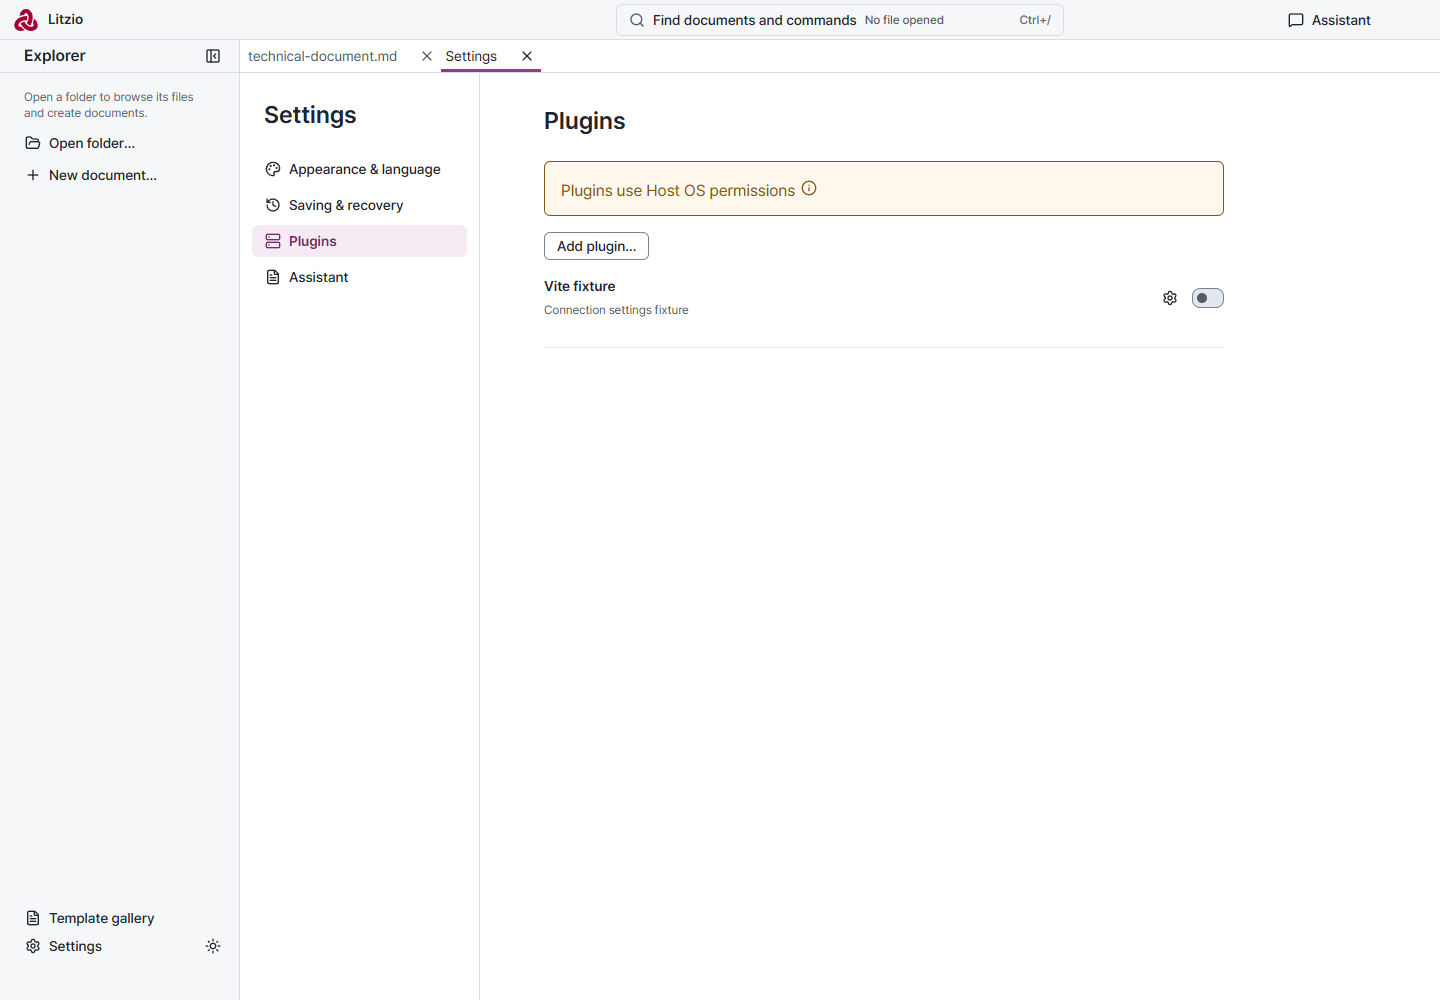 Litzio
Find documents and commands No file opened Ctrl+/
Assistant
Explorer
technical-document.md
Settings
Open a folder to browse its files
and create documents.
Open folder...
New document...
Template gallery
Settings
Settings
Appearance & language
Saving & recovery
Plugins
Assistant
Plugins
Plugins use Host OS permissions
Add plugin...
Vite fixture
Connection settings fixture